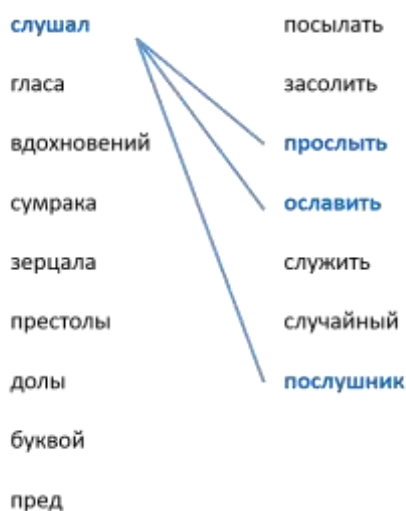 слушал посылать
гласа засолить
вдохновений прослыть
сумрака ославить
зерцала служить
престолы случайный
долы послушник
буквой
пред